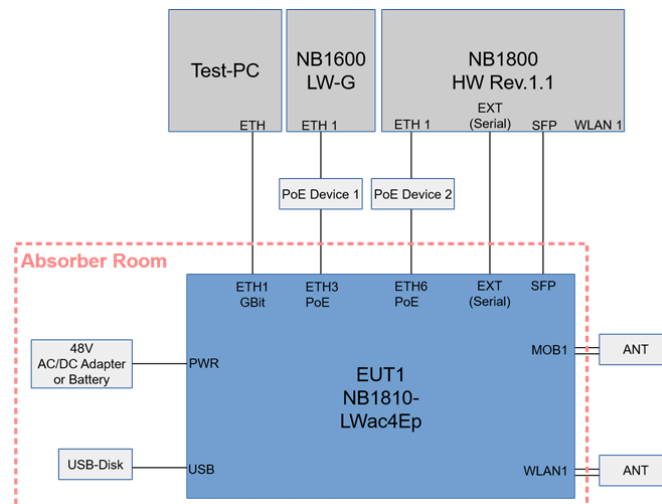 Test-PC
ETH
NB1600
LW-G
ETH 1
NB1800
HW Rev.1.1
ETH 1
EXT
(Serial)
SFP
WLAN 1
PoE Device 1
PoE Device 2
Absorber Room
ETH1
GBit
ETH3
PoE
ETH6
PoE
EXT
(Serial)
SFP
48V
AC/DC Adapter
or Battery
PWR
EUT1
NB1810-
LWac4Ep
MOB1
ANT
USB-Disk
USB
WLAN1
ANT